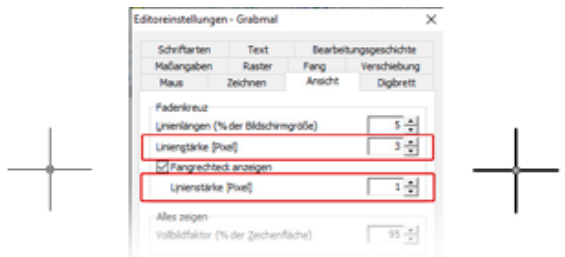 Editoreinstellungen - Grabmal
Schriftarten Text Bearbeitungsgeschichte
Maßangaben Raster Fang Verschiebung
Maus Zeichnen Ansicht Digibrett
Fadenkreuz
Linienlängen (% der Bildschirmgröße) 5
Linienstärke [Pixel] 3
Fangrechteck anzeigen
Linienstärke [Pixel] 1
Alles zeigen
Vollbildfaktor (% der Zeichenfläche) 95